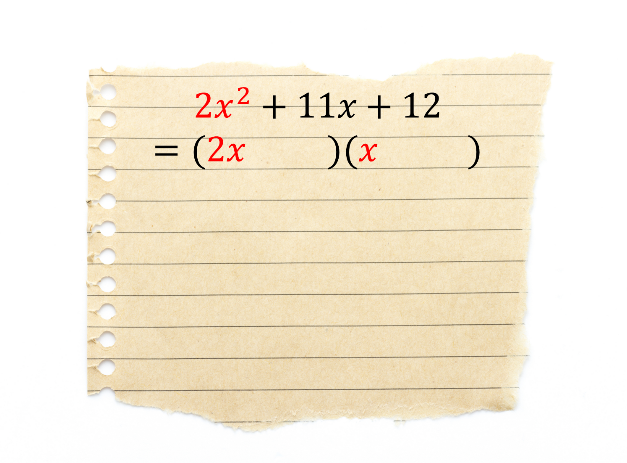 2x² + 11x + 12
= (2x )(x )